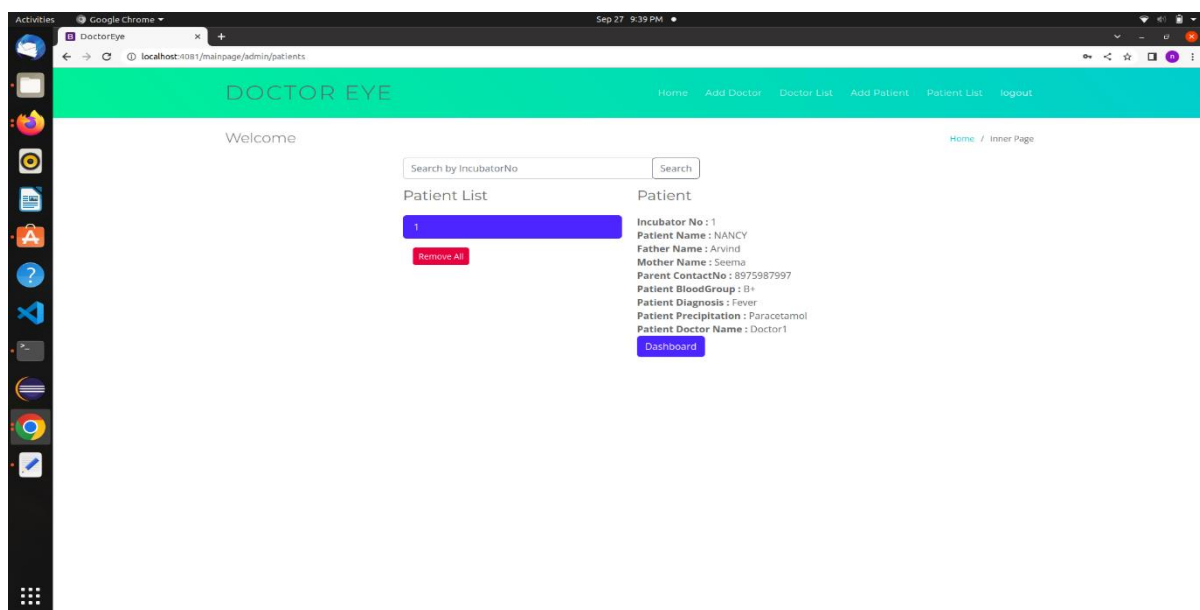 Activities Google Chrome Sep 27 9:39 PM
DoctorEye
localhost:4081/mainpage/admin/patients
DOCTOR EYE Home Add Doctor Doctor List Add Patient Patient List logout
Welcome Home / Inner Page
Search by IncubatorNo Search
Patient List
1
Remove All
Patient
Incubator No : 1
Patient Name : NANCY
Father Name : Arvind
Mother Name : Seema
Parent ContactNo : 8975987997
Patient BloodGroup : B+
Patient Diagnosis : Fever
Patient Precipitation : Paracetamol
Patient Doctor Name : Doctor1
Dashboard